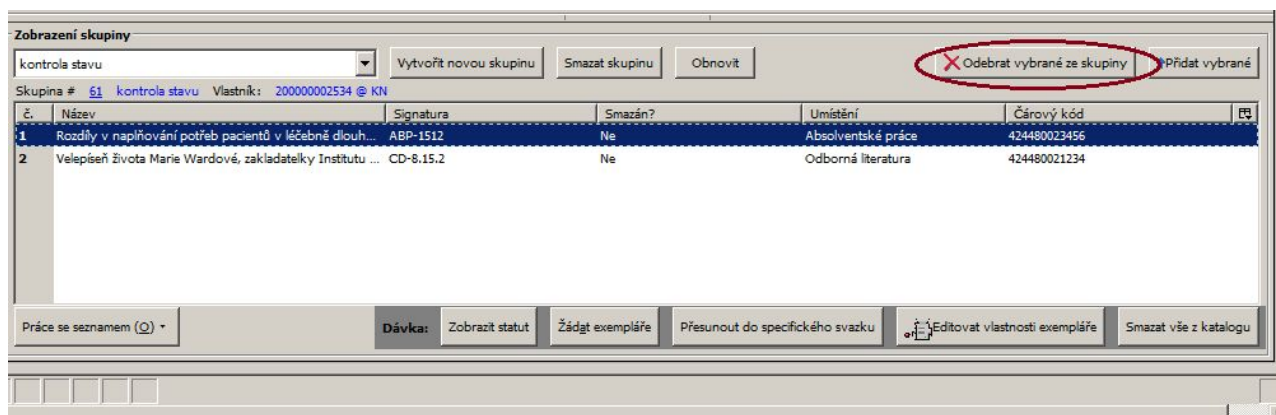 Zobrazení skupiny
kontrola stavu Vytvořit novou skupinu Smazat skupinu Obnovit Odebrat vybrané ze skupiny Přidat vybrané
Skupina # 61 kontrola stavu Vlastník: 200000002534 @ KN
č. Název Signatura Smazán? Umístění Čárový kód
1 Rozdíly v naplňování potřeb pacientů v léčebně dlouh... ABP-1512 Ne Absolventské práce 424480023456
2 Velepíseň života Marie Wardové, zakladatelky Institutu ... CD-8.15.2 Ne Odborná literatura 424480021234
Práce se seznamem (O) Dávka: Zobrazit statut Žádat exempláře Přesunout do specifického svazku Editovat vlastnosti exempláře Smazat vše z katalogu